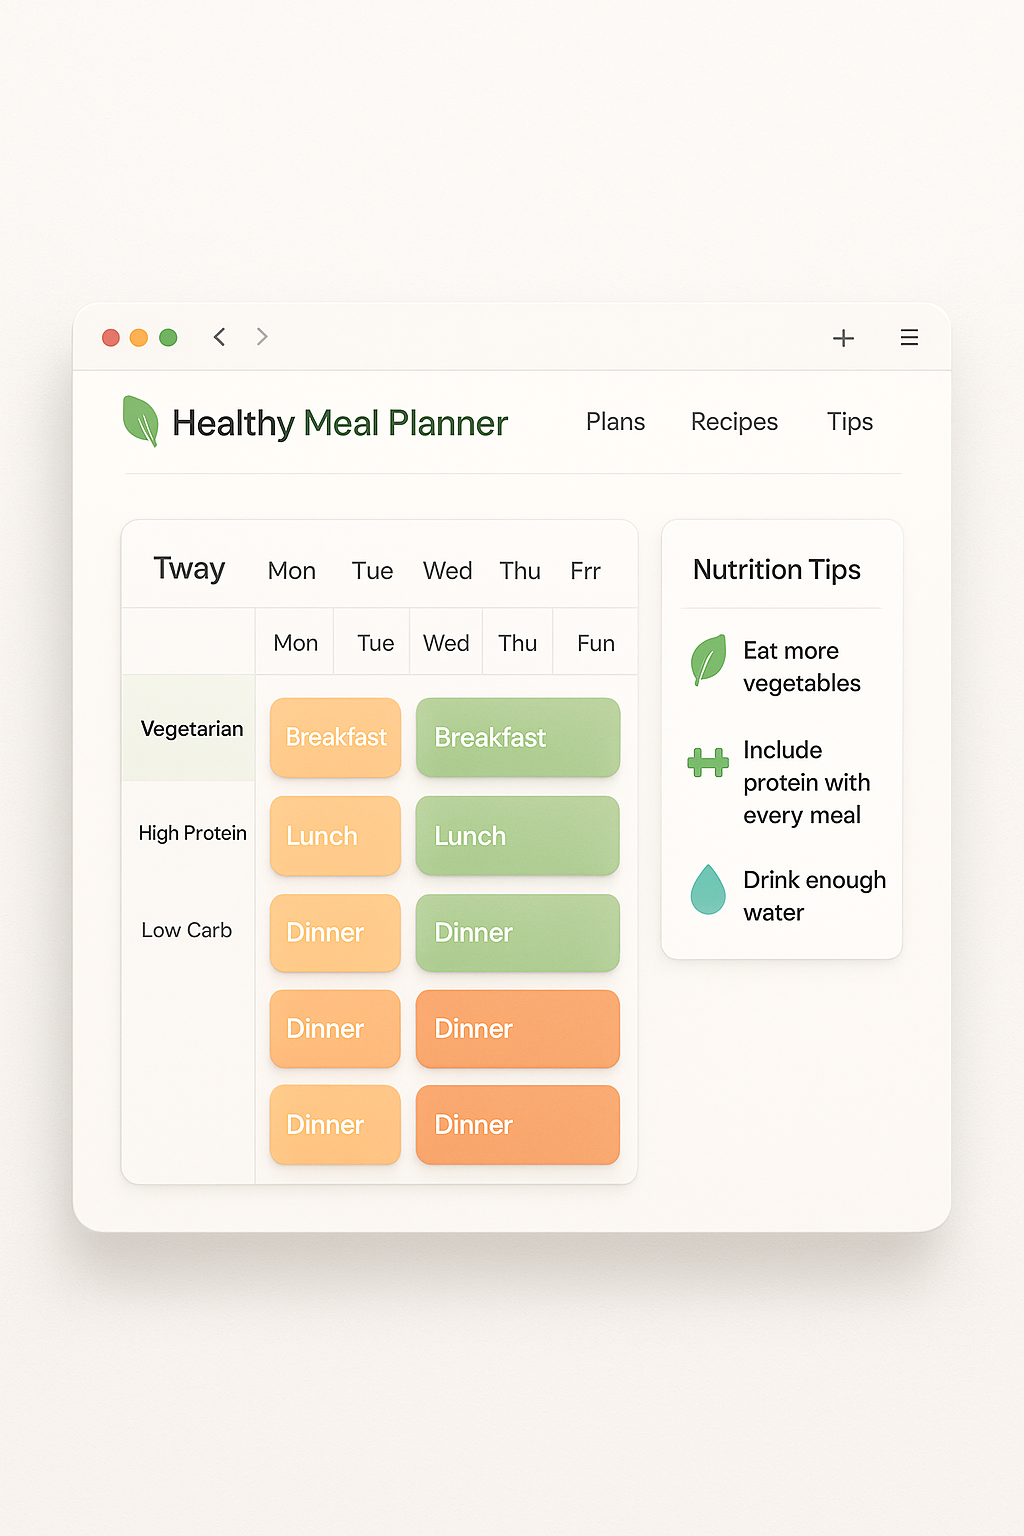 Healthy Meal Planner
Plans Recipes Tips
Tway Mon Tue Wed Thu Frr
Mon Tue Wed Thu Fun
Vegetarian
High Protein
Low Carb
Breakfast Breakfast
Lunch Lunch
Dinner Dinner
Dinner Dinner
Dinner Dinner
Nutrition Tips
Eat more
vegetables
Include
protein with
every meal
Drink enough
water